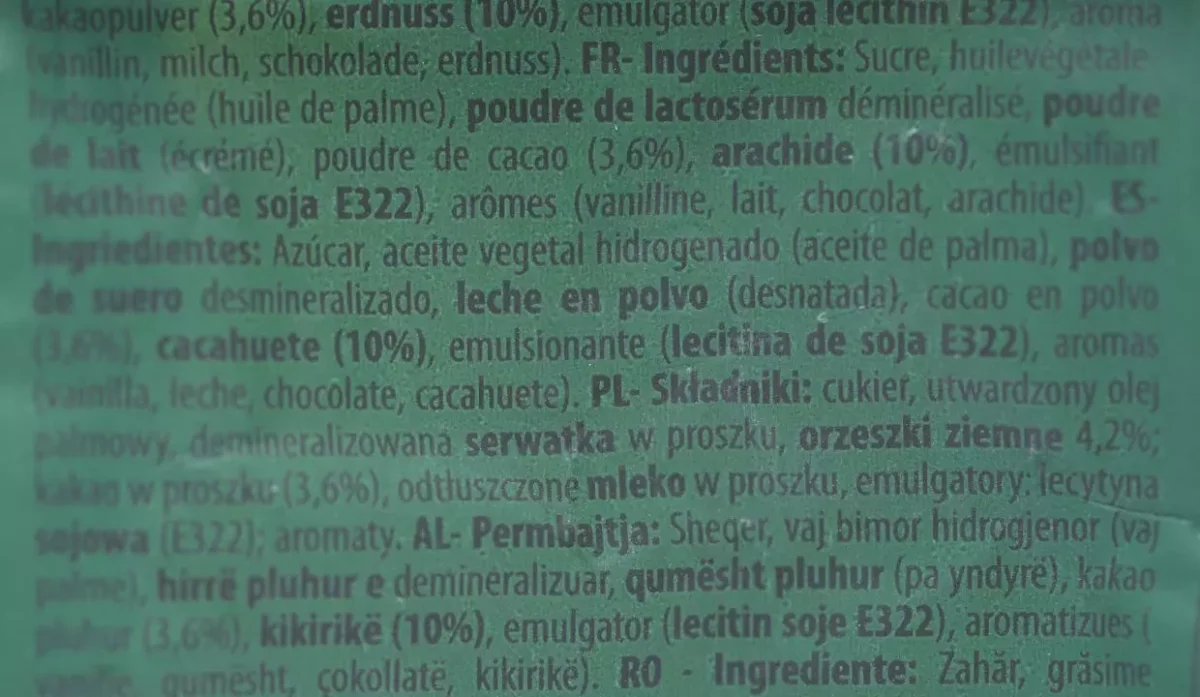 kakaopulver (3,6%), erdnuss (10%), emulgator (soja lecithin E322), aroma
(vanillin, milch, schokolade, erdnuss). FR- Ingrédients: Sucre, huilevégétale
hydrogénée (huile de palme), poudre de lactosérum déminéralisé, poudre
de lait (écrémé), poudre de cacao (3,6%), arachide (10%), émulsifiant
(lecithine de soja E322), arômes (vanilline, lait, chocolat, arachide). ES-
Ingriedientes: Azúcar, aceite vegetal hidrogenado (aceite de palma), polvo
de suero desmineralizado, leche en polvo (desnatada), cacao en polvo
(3,6%), cacahuete (10%), emulsionante (lecitina de soja E322), aromas
(vainilla, leche, chocolate, cacahuete). PL- Składniki: cukier, utwardzony olej
palmowy, demineralizowana serwatka w proszku, orzeszki ziemne 4,2%;
kakao w proszku (3,6%), odtłuszczone mleko w proszku, emulgatory: lecytyna
sojowa (E322); aromaty. AL- Permbajtja: Sheqer, vaj bimor hidrogjenor (vaj
palme), hirrë pluhur e demineralizuar, qumësht pluhur (pa yndyrë), kakao
pluhur (3,6%), kikirikë (10%), emulgator (lecitin soje E322), aromatizues (
vanilie, qumësht, çokollatë, kikirikë). RO - Ingrediente: Zahăr, grăsime